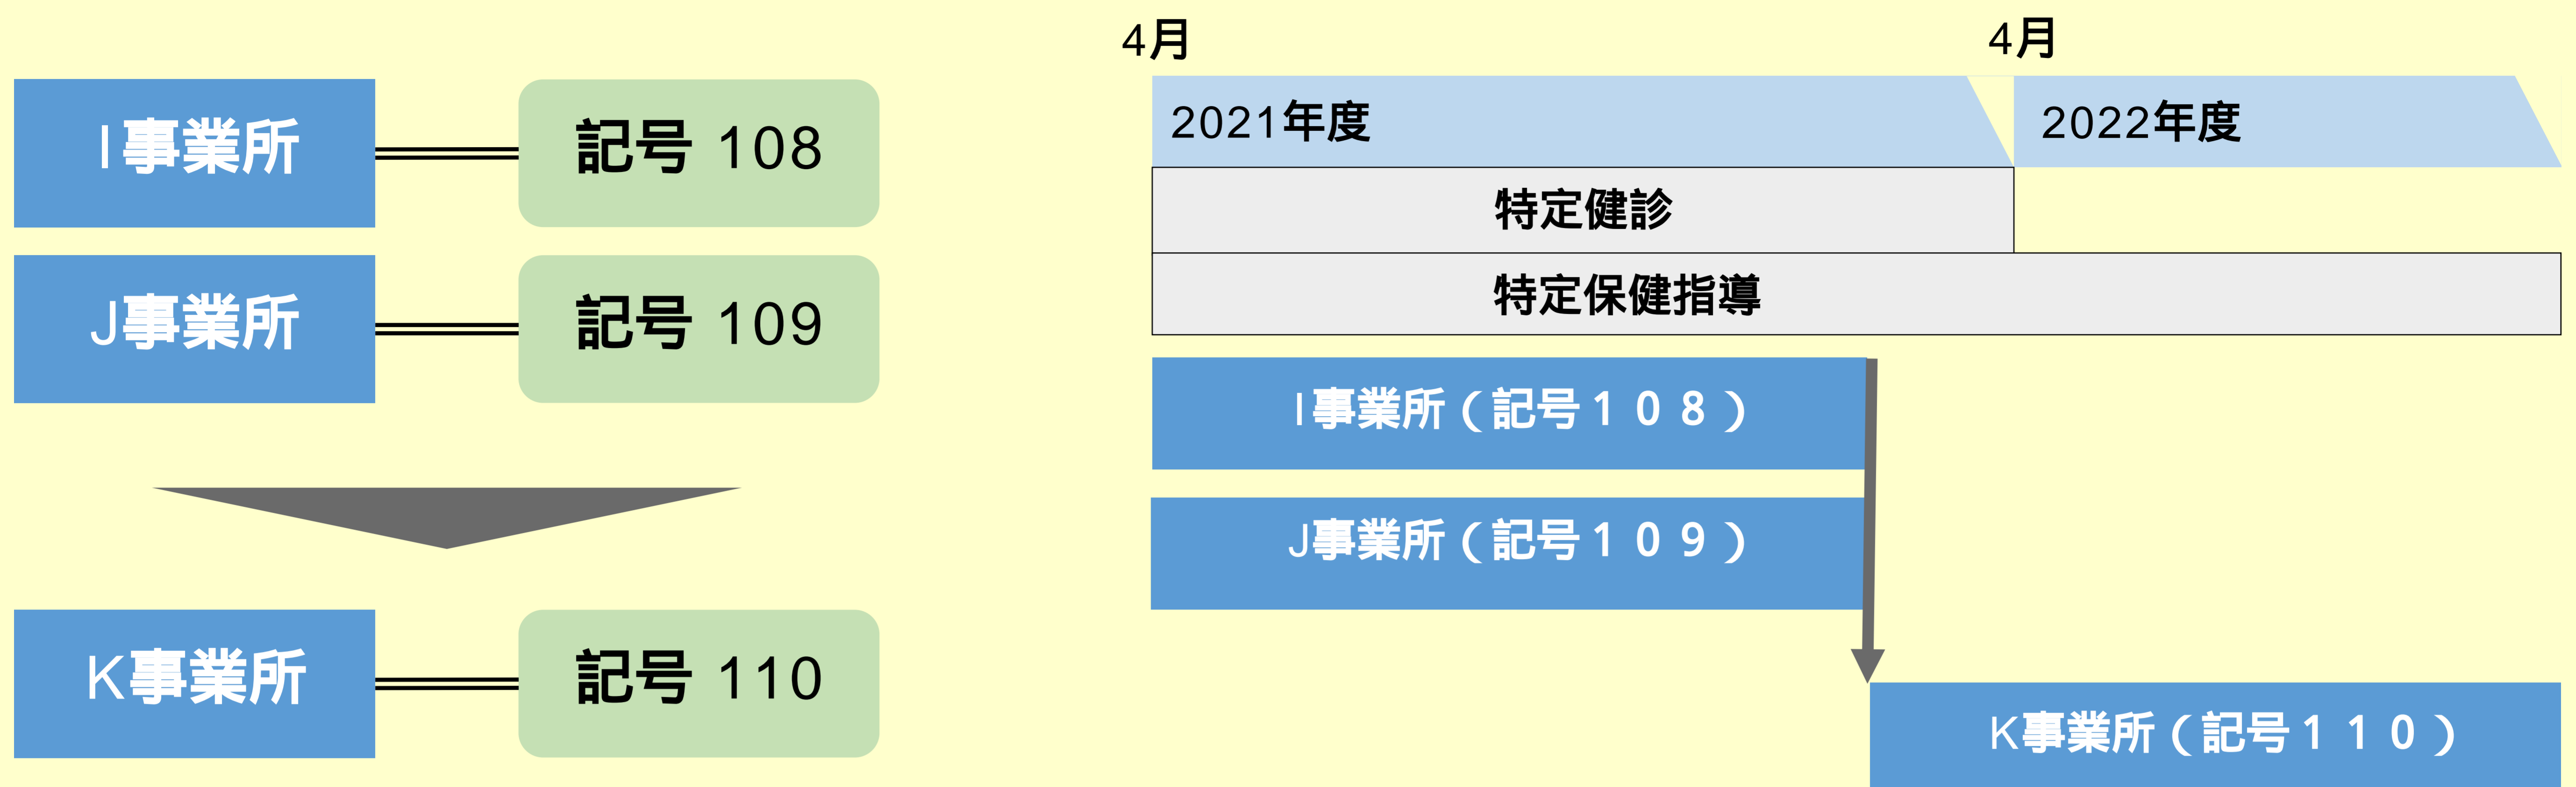 I事業所
記号 108
J事業所
記号 109
K事業所
記号 110
4月
4月
2021年度
2022年度
特定健診
特定保健指導
I事業所（記号１０８）
J事業所（記号１０９）
K事業所（記号１１０）